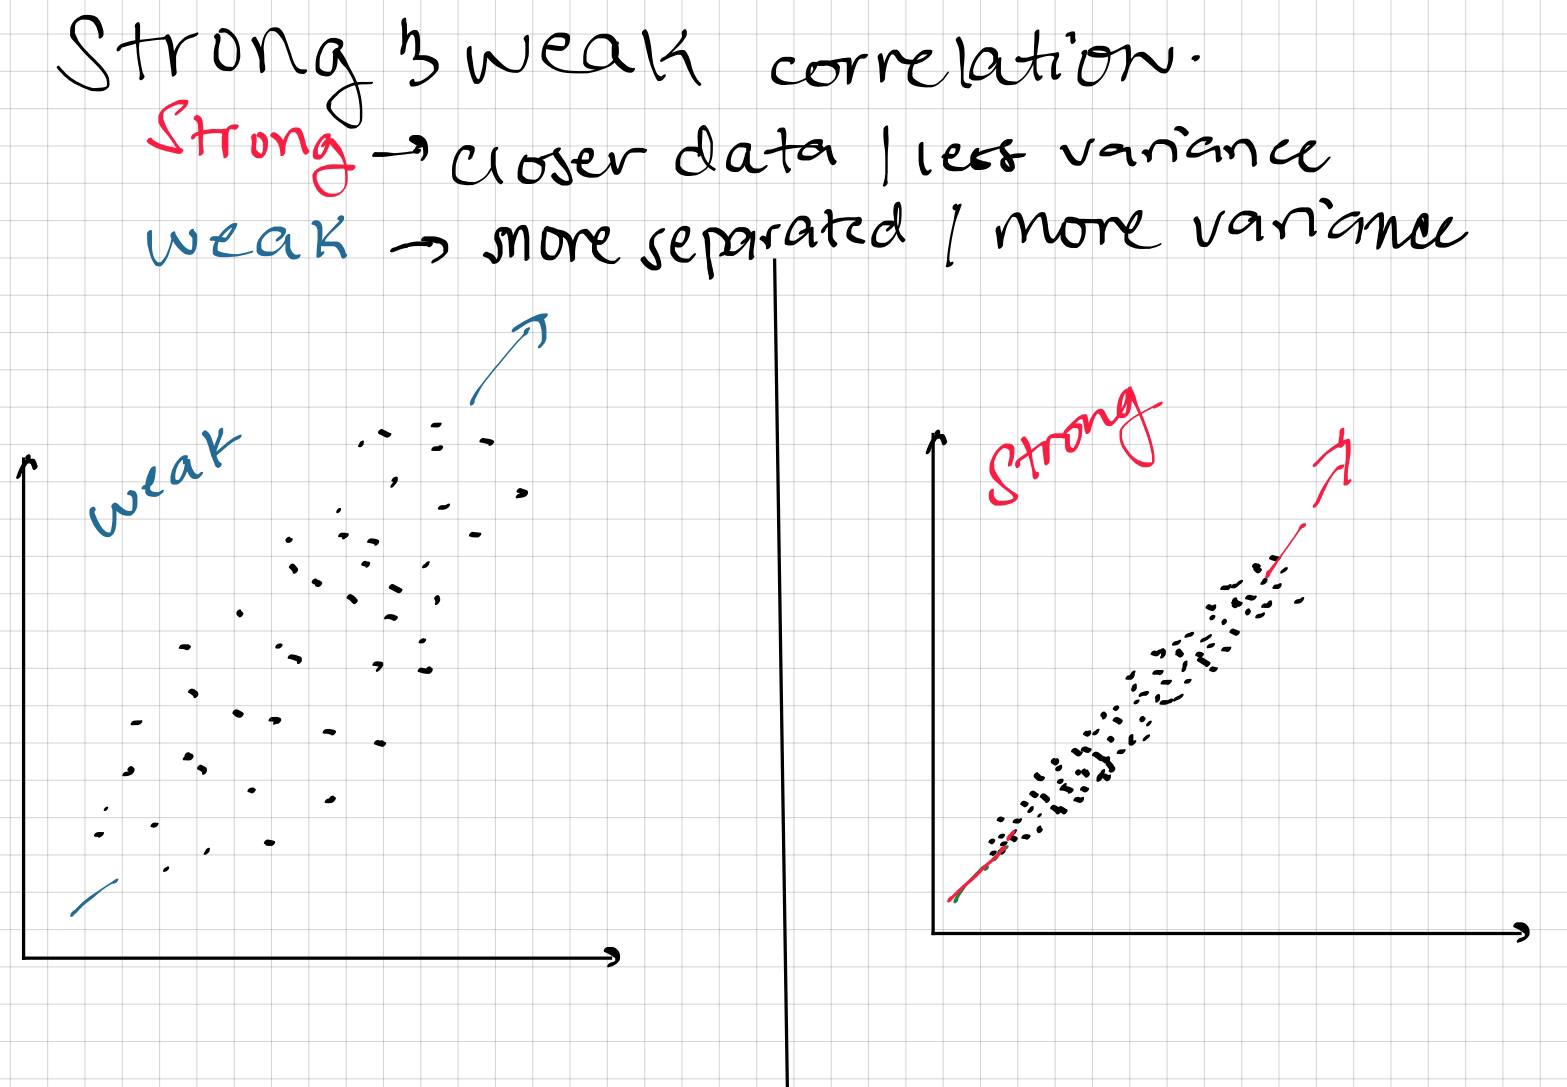 Strong & weak correlation.
Strong → closer data / less variance
weak → more separated / more variance
weak
Strong